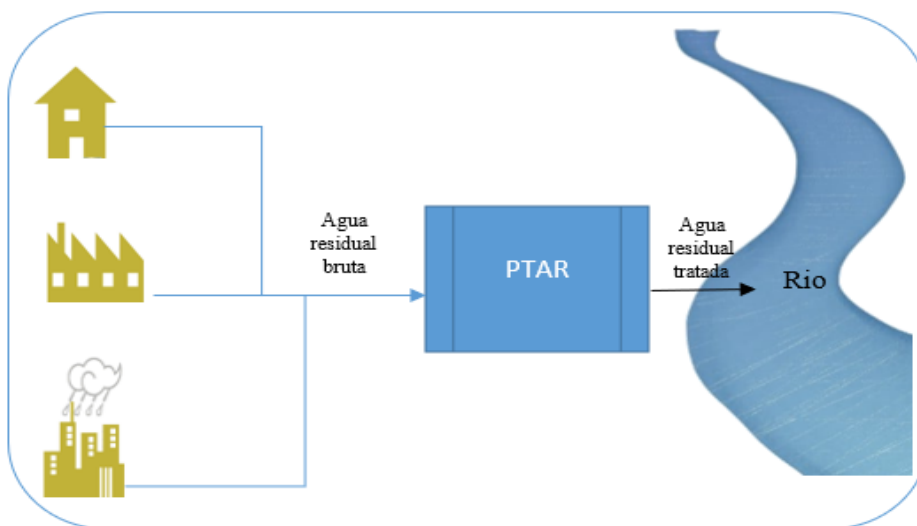 Agua
residual
bruta
PTAR
Agua
residual
tratada
Rio